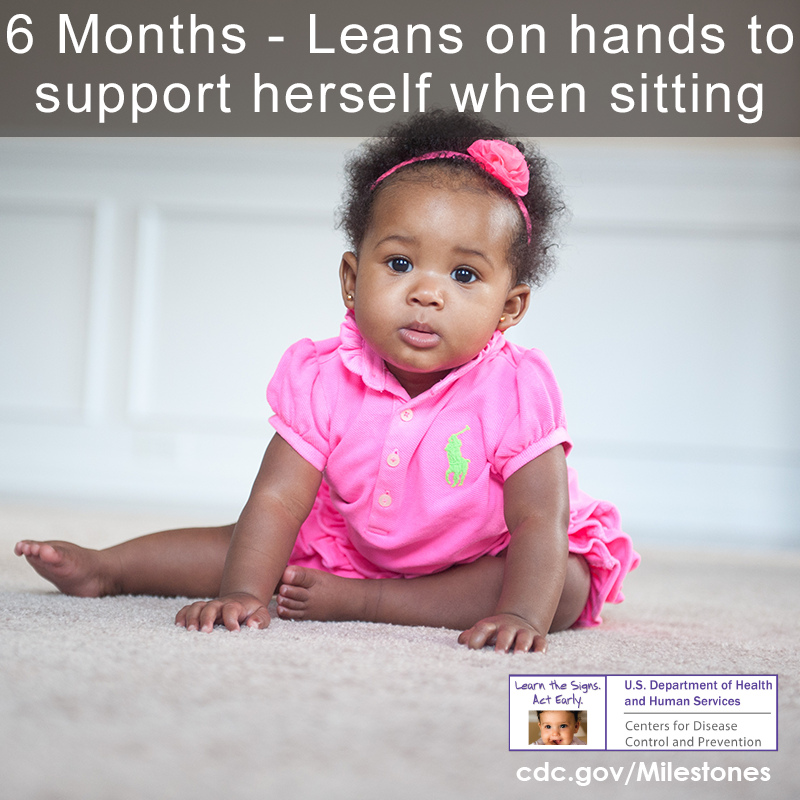 6 Months - Leans on hands to
support herself when sitting
Learn the Signs.
Act Early.
U.S. Department of Health
and Human Services
Centers for Disease
Control and Prevention
cdc.gov/Milestones